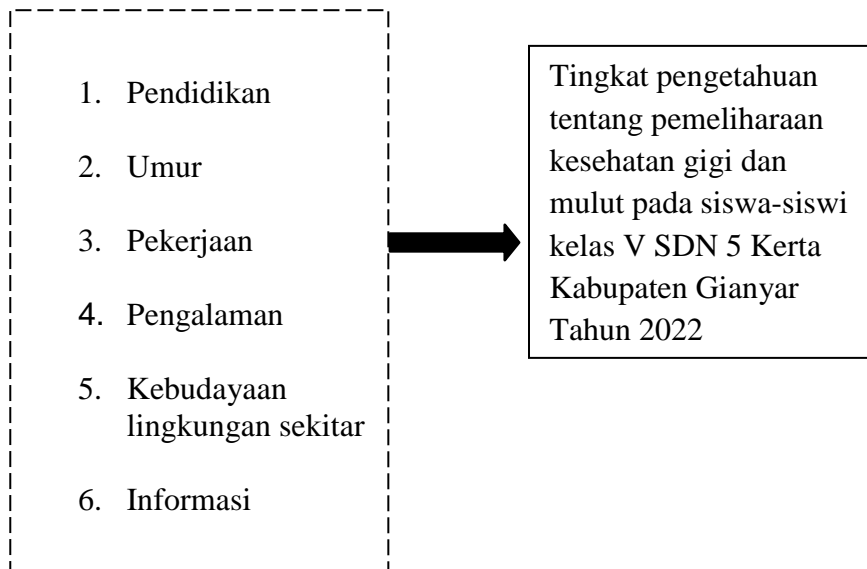 1. Pendidikan
2. Umur
3. Pekerjaan
4. Pengalaman
5. Kebudayaan
lingkungan sekitar
6. Informasi
Tingkat pengetahuan
tentang pemeliharaan
kesehatan gigi dan
mulut pada siswa-siswi
kelas V SDN 5 Kerta
Kabupaten Gianyar
Tahun 2022